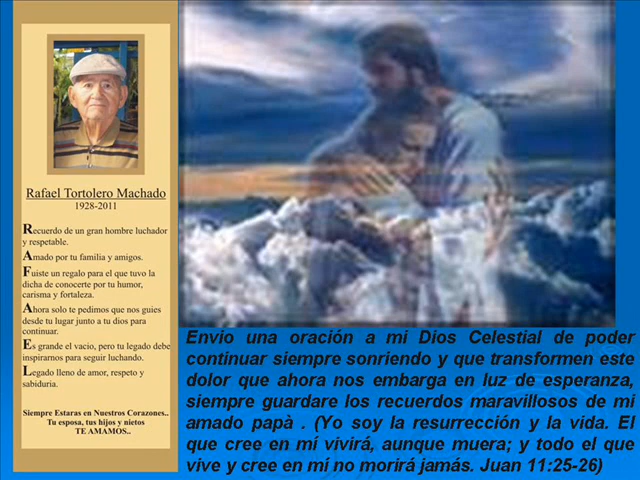 Rafael Tortolero Machado
1928-2011
Recuerdo de un gran hombre luchador
y respetable.
Amado por tu familia y amigos.
Fuiste un regalo para el que tuvo la
dicha de conocerte por tu humor,
carisma y fortaleza.
Ahora solo te pedimos que nos guies
desde tu lugar junto a tu dios para
continuar.
Es grande el vacio, pero tu legado debe
inspirarnos para seguir luchando.
Legado lleno de amor, respeto y
sabiduria.
Siempre Estaras en Nuestros Corazones..
Tu esposa, tus hijos y nietos
TE AMAMOS..
Envio una oración a mi Dios Celestial de poder
continuar siempre sonriendo y que transformen este
dolor que ahora nos embarga en luz de esperanza,
siempre guardare los recuerdos maravillosos de mi
amado papà . (Yo soy la resurrección y la vida. El
que cree en mí vivirá, aunque muera; y todo el que
vive y cree en mí no morirá jamás. Juan 11:25-26)